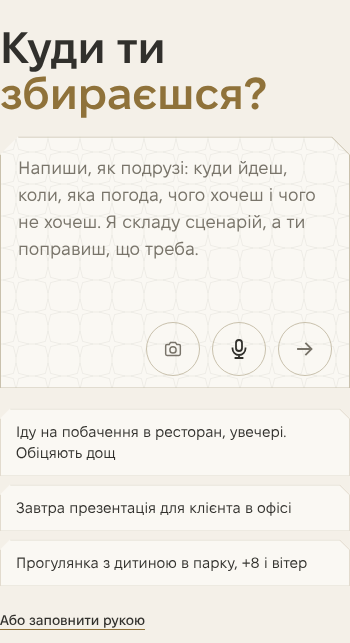 Куди ти
збираєшся?
Напиши, як подрузі: куди йдеш,
коли, яка погода, чого хочеш і чого
не хочеш. Я складу сценарій, а ти
поправиш, що треба.
Іду на побачення в ресторан, увечері.
Обіцяють дощ
Завтра презентація для клієнта в офісі
Прогулянка з дитиною в парку, +8 і вітер
Або заповнити рукою